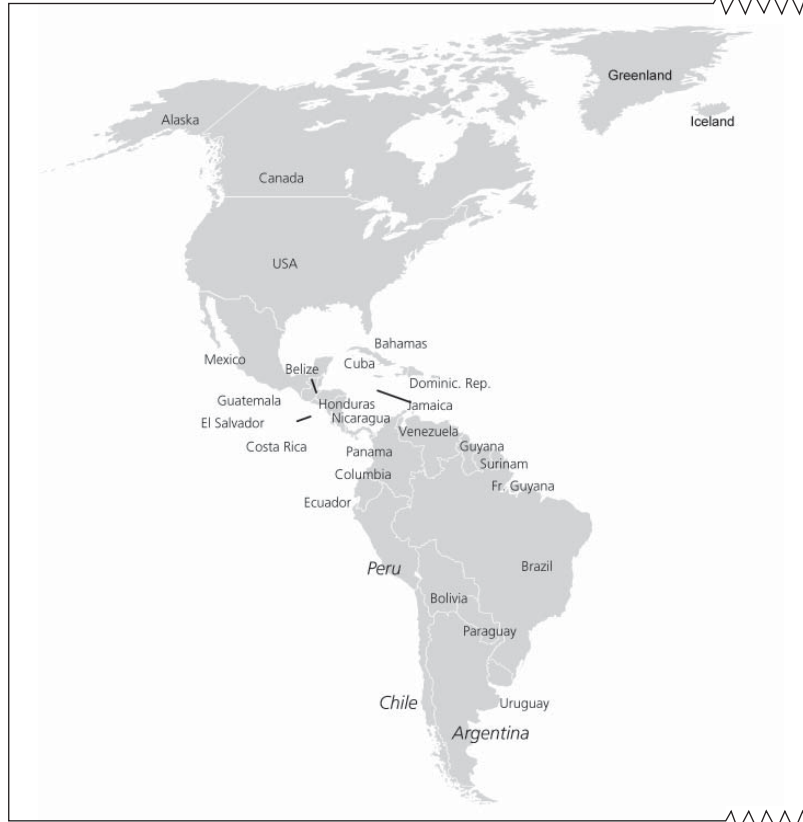 Greenland
Alaska
Iceland
Canada
USA
Bahamas
Mexico
Cuba
Belize
Dominic. Rep.
Guatemala
Honduras
Jamaica
El Salvador
Nicaragua
Venezuela
Costa Rica
Guyana
Panama
Surinam
Columbia
Fr. Guyana
Ecuador
Peru
Brazil
Bolivia
Paraguay
Chile
Uruguay
Argentina